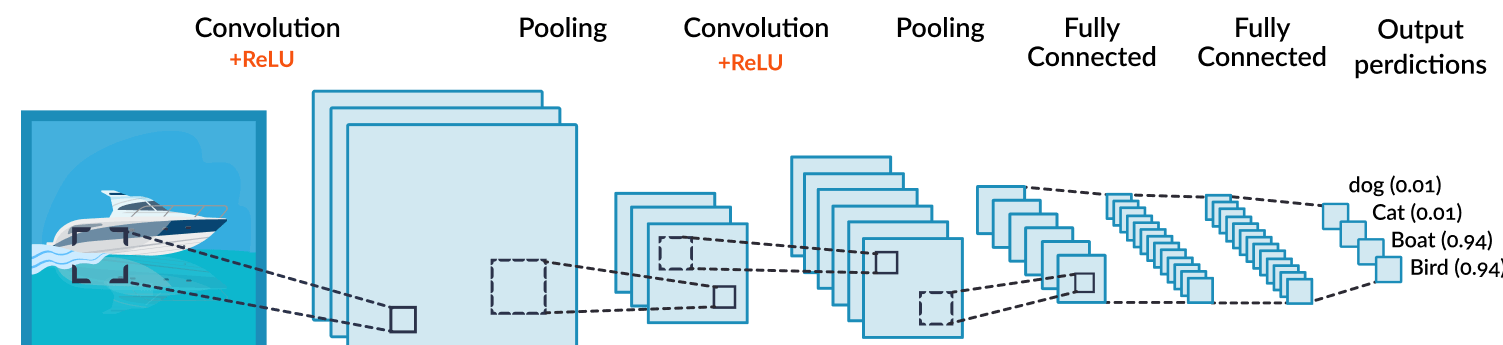 Convolution
+ReLU
Pooling
Convolution
+ReLU
Pooling
Fully
Connected
Fully
Connected
Output
perdictions
dog (0.01)
Cat (0.01)
Boat (0.94)
Bird (0.94)